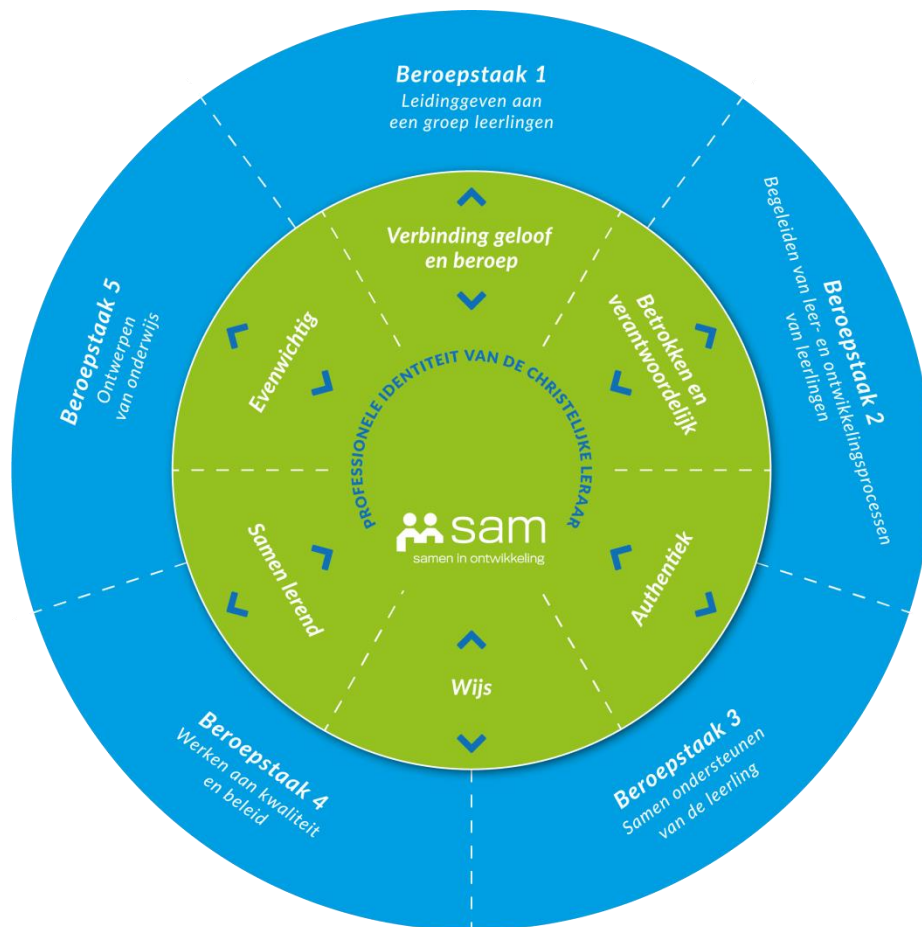 Beroepstaak 1
Leidinggeven aan
een groep leerlingen
Beroepstaak 2
Begeleiden van leer- en ontwikkelingsprocessen
van leerlingen
Beroepstaak 3
Samen ondersteunen
van de leerling
Beroepstaak 4
Werken aan kwaliteit
en beleid
Beroepstaak 5
Ontwerpen
van onderwijs
Verbinding geloof
en beroep
Betrokken en
verantwoordelijk
Authentiek
Wijs
Samen lerend
Evenwichtig
PROFESSIONELE IDENTITEIT VAN DE CHRISTELIJKE LERAAR
sam
samen in ontwikkeling